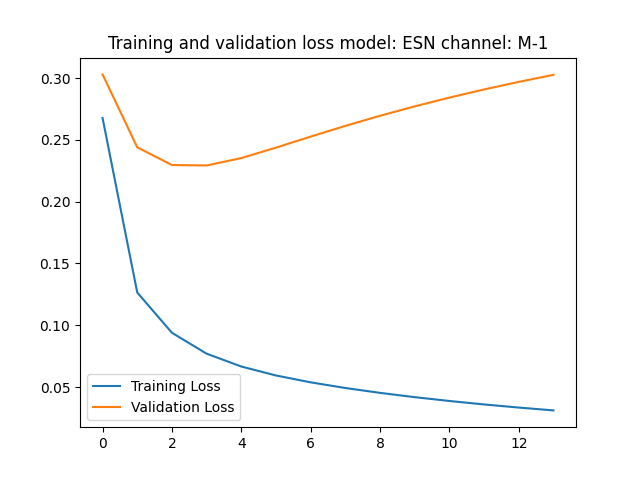 Training and validation loss model: ESN channel: M-1
0.30
0.25
0.20
0.15
0.10
0.05
Training Loss
Validation Loss
0 2 4 6 8 10 12